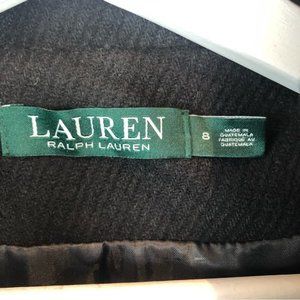 LAUREN
RALPH LAUREN
8
MADE IN
GUATEMALA
FABRIQUÉ AU
GUATEMALA